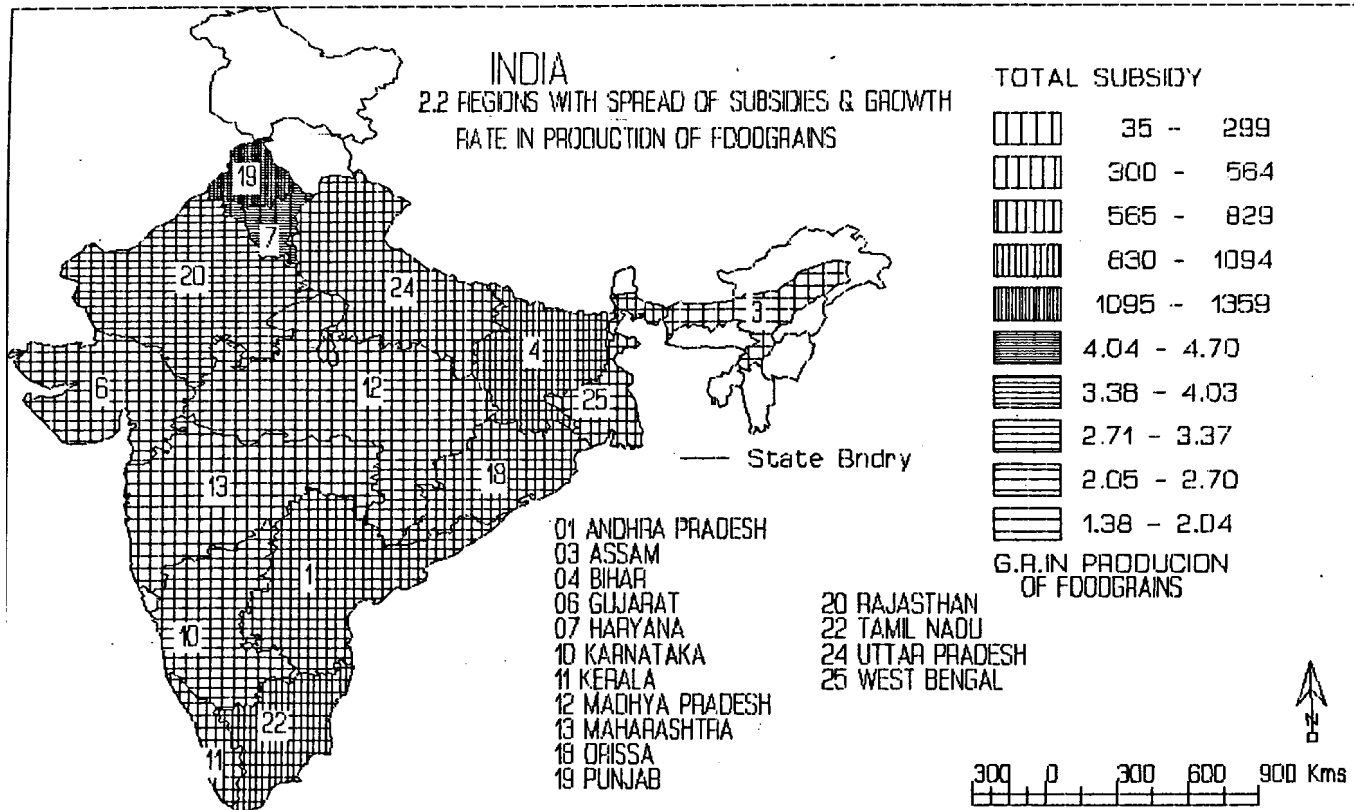 INDIA
2.2 REGIONS WITH SPREAD OF SUBSIDIES & GROWTH
RATE IN PRODUCTION OF FOODGRAINS
TOTAL SUBSIDY
35 - 299
300 - 564
565 - 829
830 - 1094
1095 - 1359
4.04 - 4.70
3.38 - 4.03
2.71 - 3.37
2.05 - 2.70
1.38 - 2.04
G.R.IN PRODUCION
OF FOODGRAINS
19
7
20
24
3
4
6
12
25
18
13
1
10
22
11
State Bndry
01 ANDHRA PRADESH
03 ASSAM
04 BIHAR
06 GUJARAT
07 HARYANA
10 KARNATAKA
11 KERALA
12 MADHYA PRADESH
13 MAHARASHTRA
18 ORISSA
19 PUNJAB
20 RAJASTHAN
22 TAMIL NADU
24 UTTAR PRADESH
25 WEST BENGAL
N
300 0 300 600 900 Kms